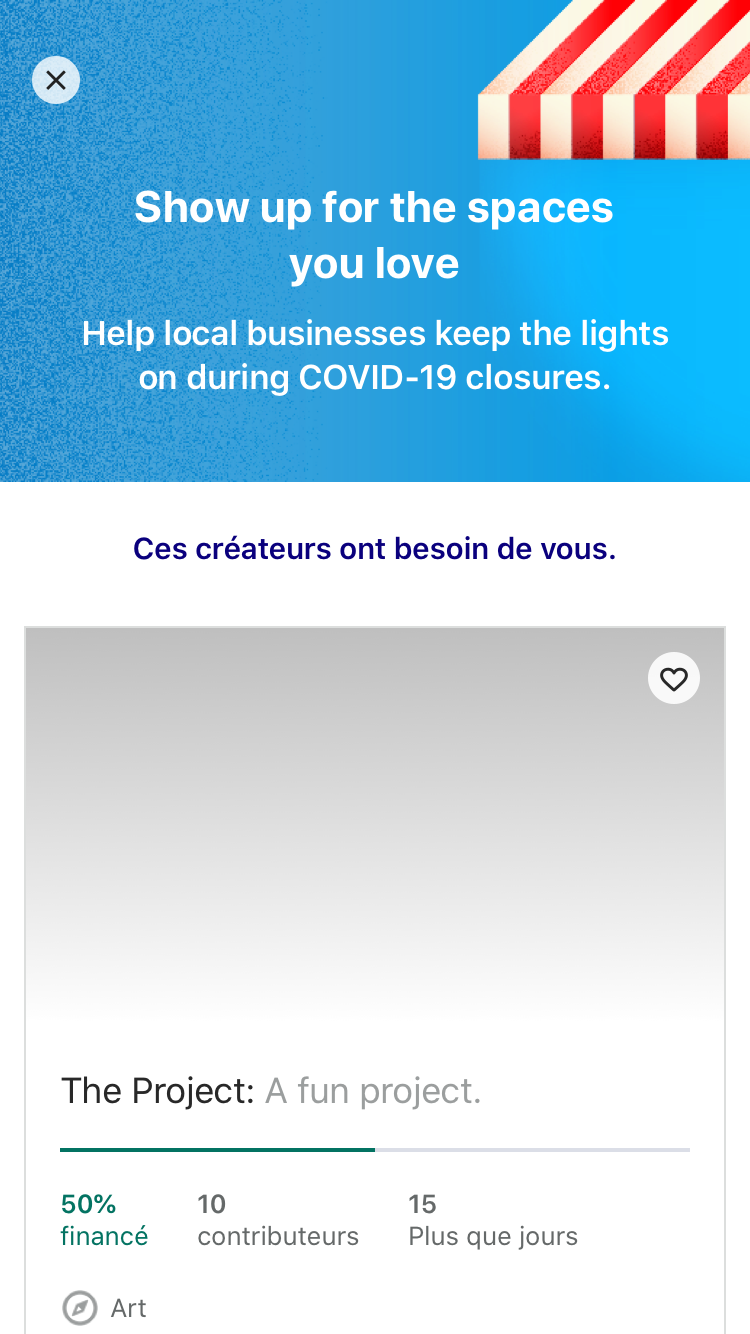 Show up for the spaces
you love
Help local businesses keep the lights
on during COVID-19 closures.
Ces créateurs ont besoin de vous.
The Project: A fun project.
50%
financé
10
contributeurs
15
Plus que jours
Art